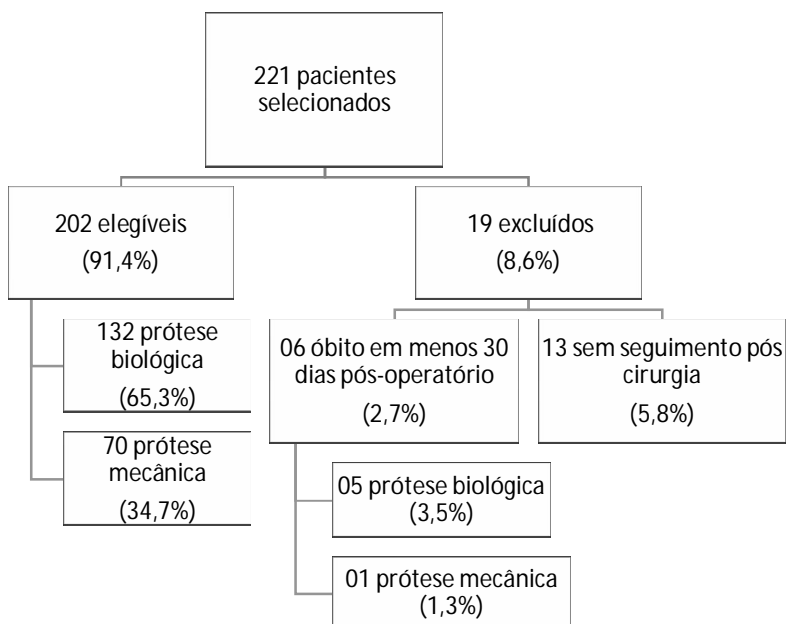 221 pacientes
selecionados
202 elegíveis
(91,4%)
19 excluídos
(8,6%)
132 prótese
biológica
(65,3%)
70 prótese
mecânica
(34,7%)
06 óbito em menos 30
dias pós-operatório
(2,7%)
13 sem seguimento pós
cirurgia
(5,8%)
05 prótese biológica
(3,5%)
01 prótese mecânica
(1,3%)